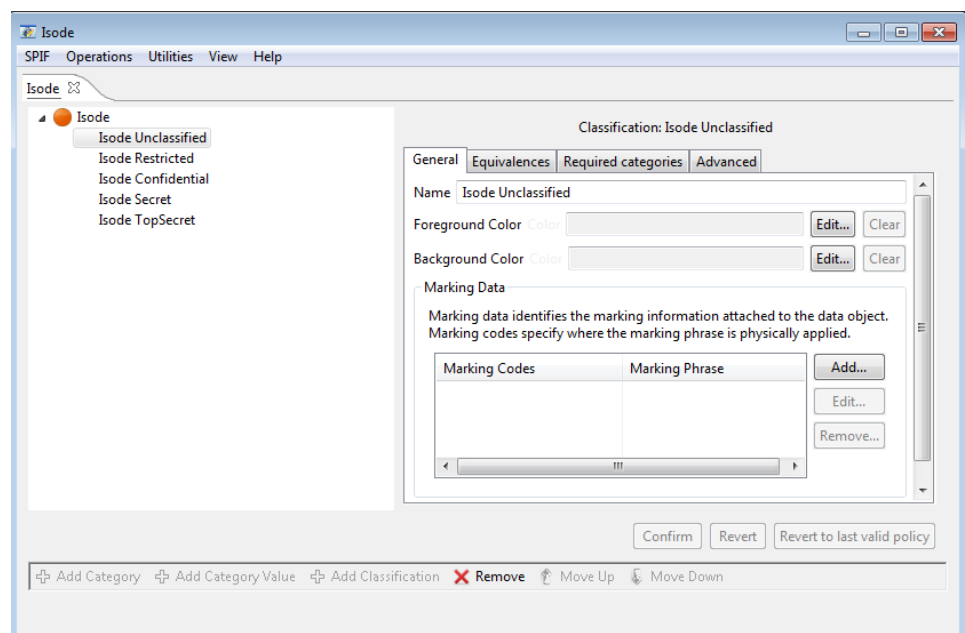 Isode
SPIF Operations Utilities View Help
Isode
Isode
Isode Unclassified
Isode Restricted
Isode Confidential
Isode Secret
Isode TopSecret
Classification: Isode Unclassified
General Equivalences Required categories Advanced
Name Isode Unclassified
Foreground Color Color Edit... Clear
Background Color Color Edit... Clear
Marking Data
Marking data identifies the marking information attached to the data object.
Marking codes specify where the marking phrase is physically applied.
Marking Codes Marking Phrase Add...
Edit...
Remove...
Confirm Revert Revert to last valid policy
Add Category Add Category Value Add Classification Remove Move Up Move Down